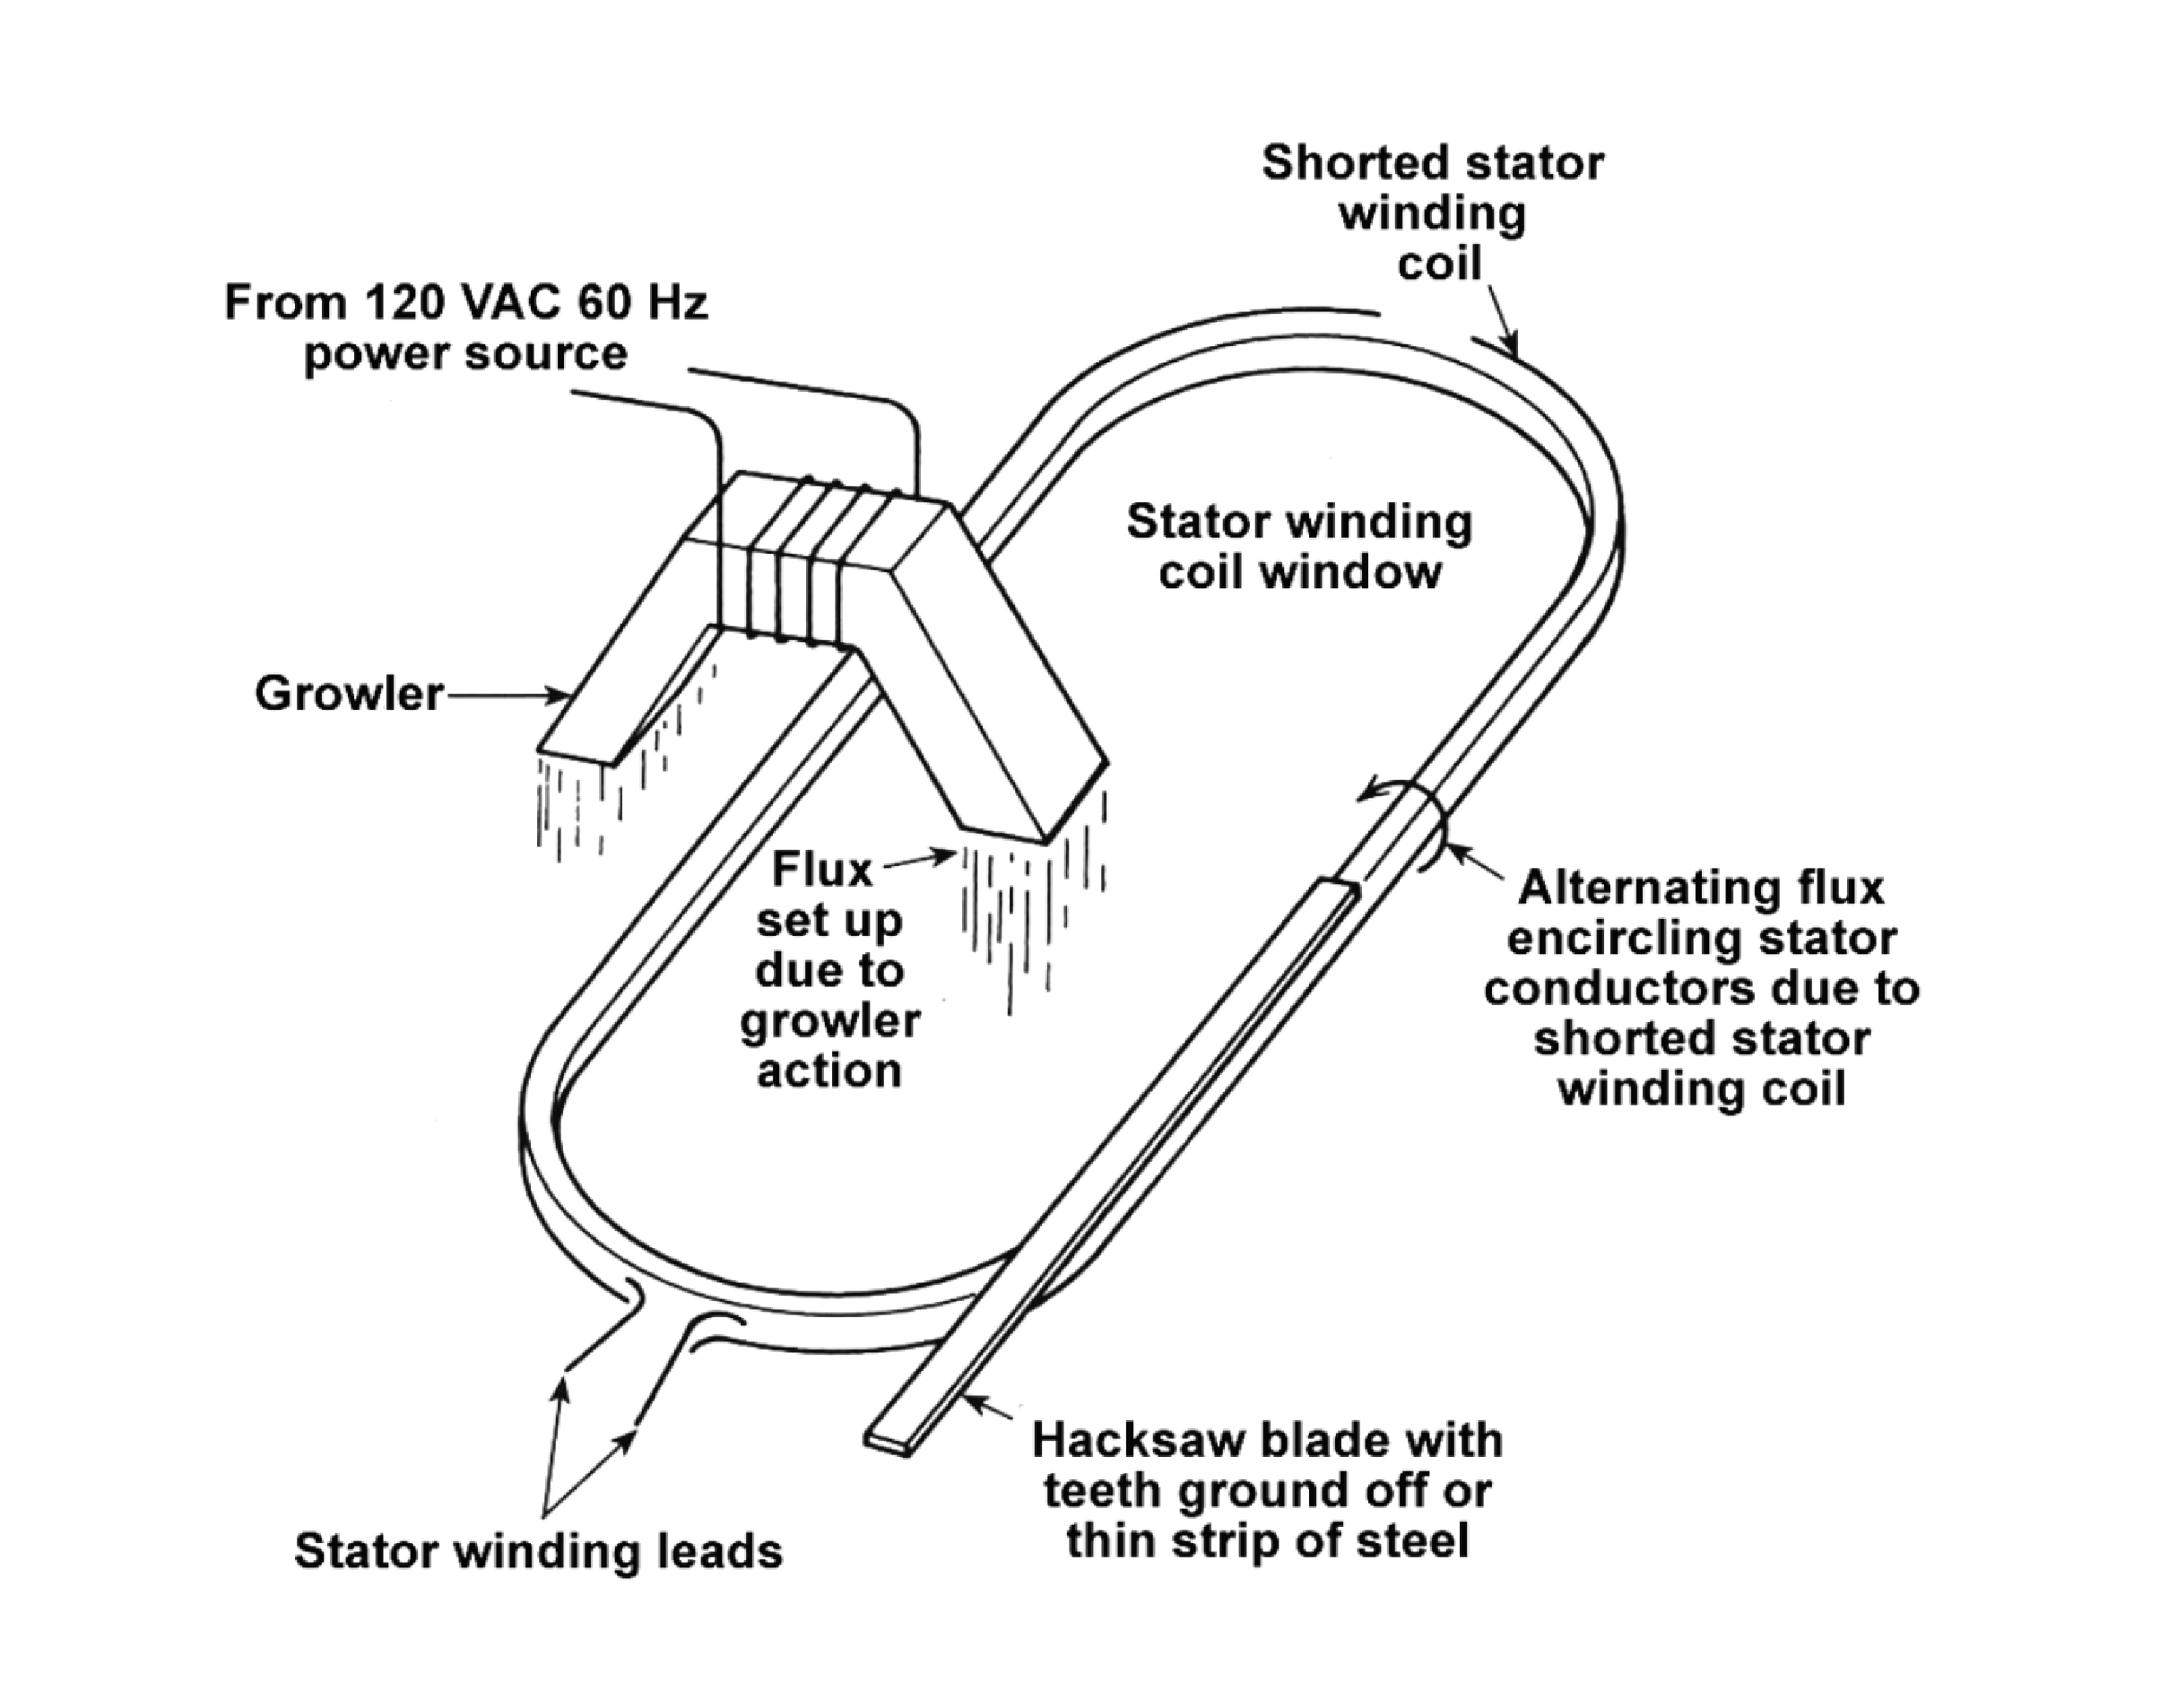 Shorted stator
winding
coil
From 120 VAC 60 Hz
power source
Stator winding
coil window
Growler
Flux
set up
due to
growler
action
Alternating flux
encircling stator
conductors due to
shorted stator
winding coil
Hacksaw blade with
teeth ground off or
thin strip of steel
Stator winding leads